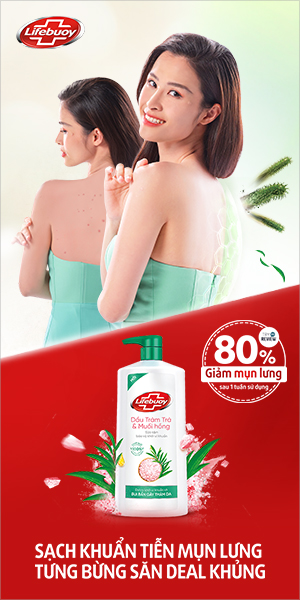 Lifebuoy
REVIEW
80%
Giảm mụn lưng
sau 1 tuần sử dụng
Lifebuoy
Dầu Tràm Trà
& Muối hồng
SẠCH KHUẨN TIỄN MỤN LƯNG
TƯNG BỪNG SĂN DEAL KHỦNG